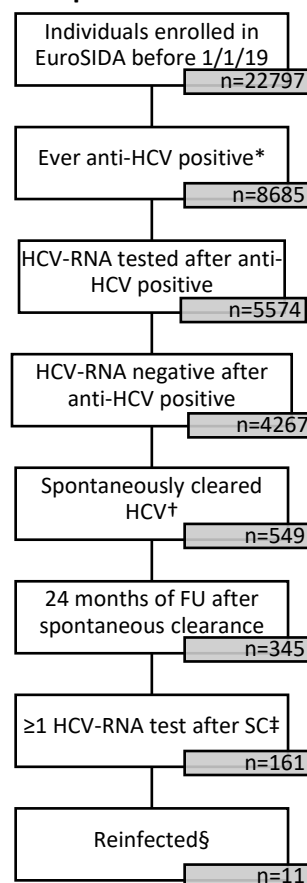 Individuals enrolled in
EuroSIDA before 1/1/19
n=22797
Ever anti-HCV positive*
n=8685
HCV-RNA tested after anti-
HCV positive
n=5574
HCV-RNA negative after
anti-HCV positive
n=4267
Spontaneously cleared
HCV†
n=549
24 months of FU after
spontaneous clearance
n=345
≥1 HCV-RNA test after SC‡
n=161
Reinfected§
n=11